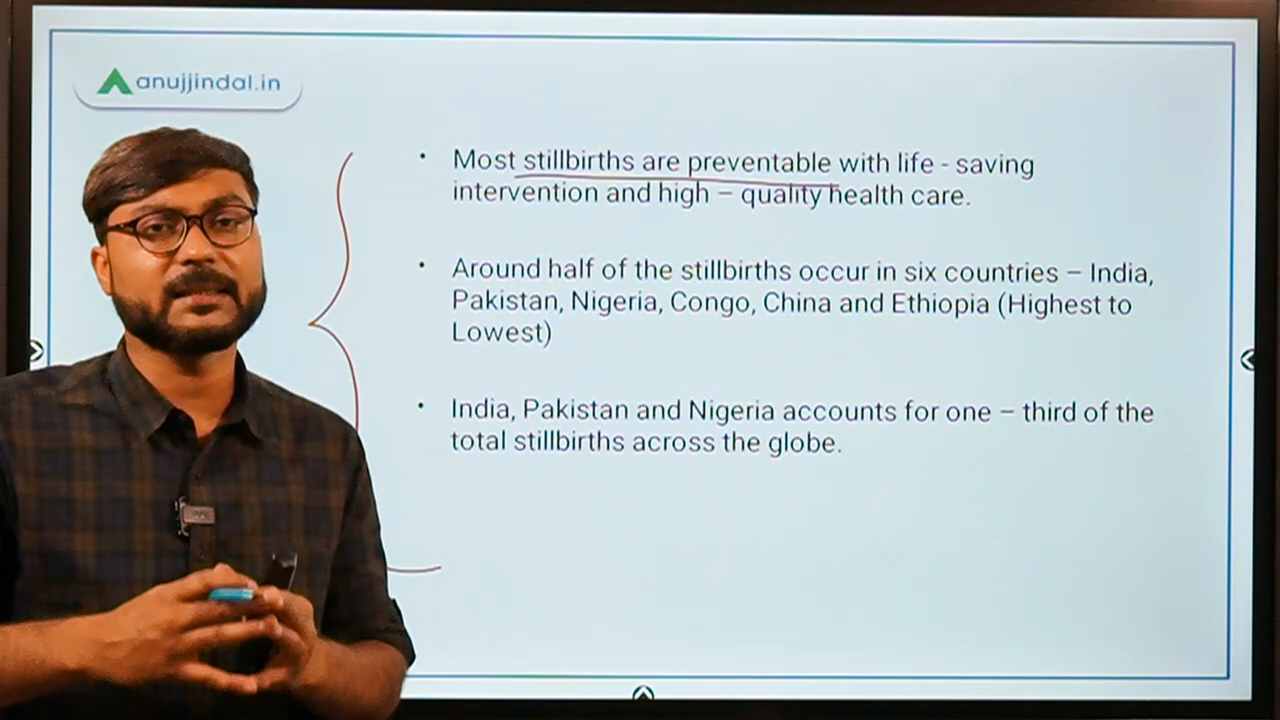 anujjindal.in
• Most stillbirths are preventable with life - saving
intervention and high – quality health care.
• Around half of the stillbirths occur in six countries – India,
Pakistan, Nigeria, Congo, China and Ethiopia (Highest to
Lowest)
• India, Pakistan and Nigeria accounts for one – third of the
total stillbirths across the globe.